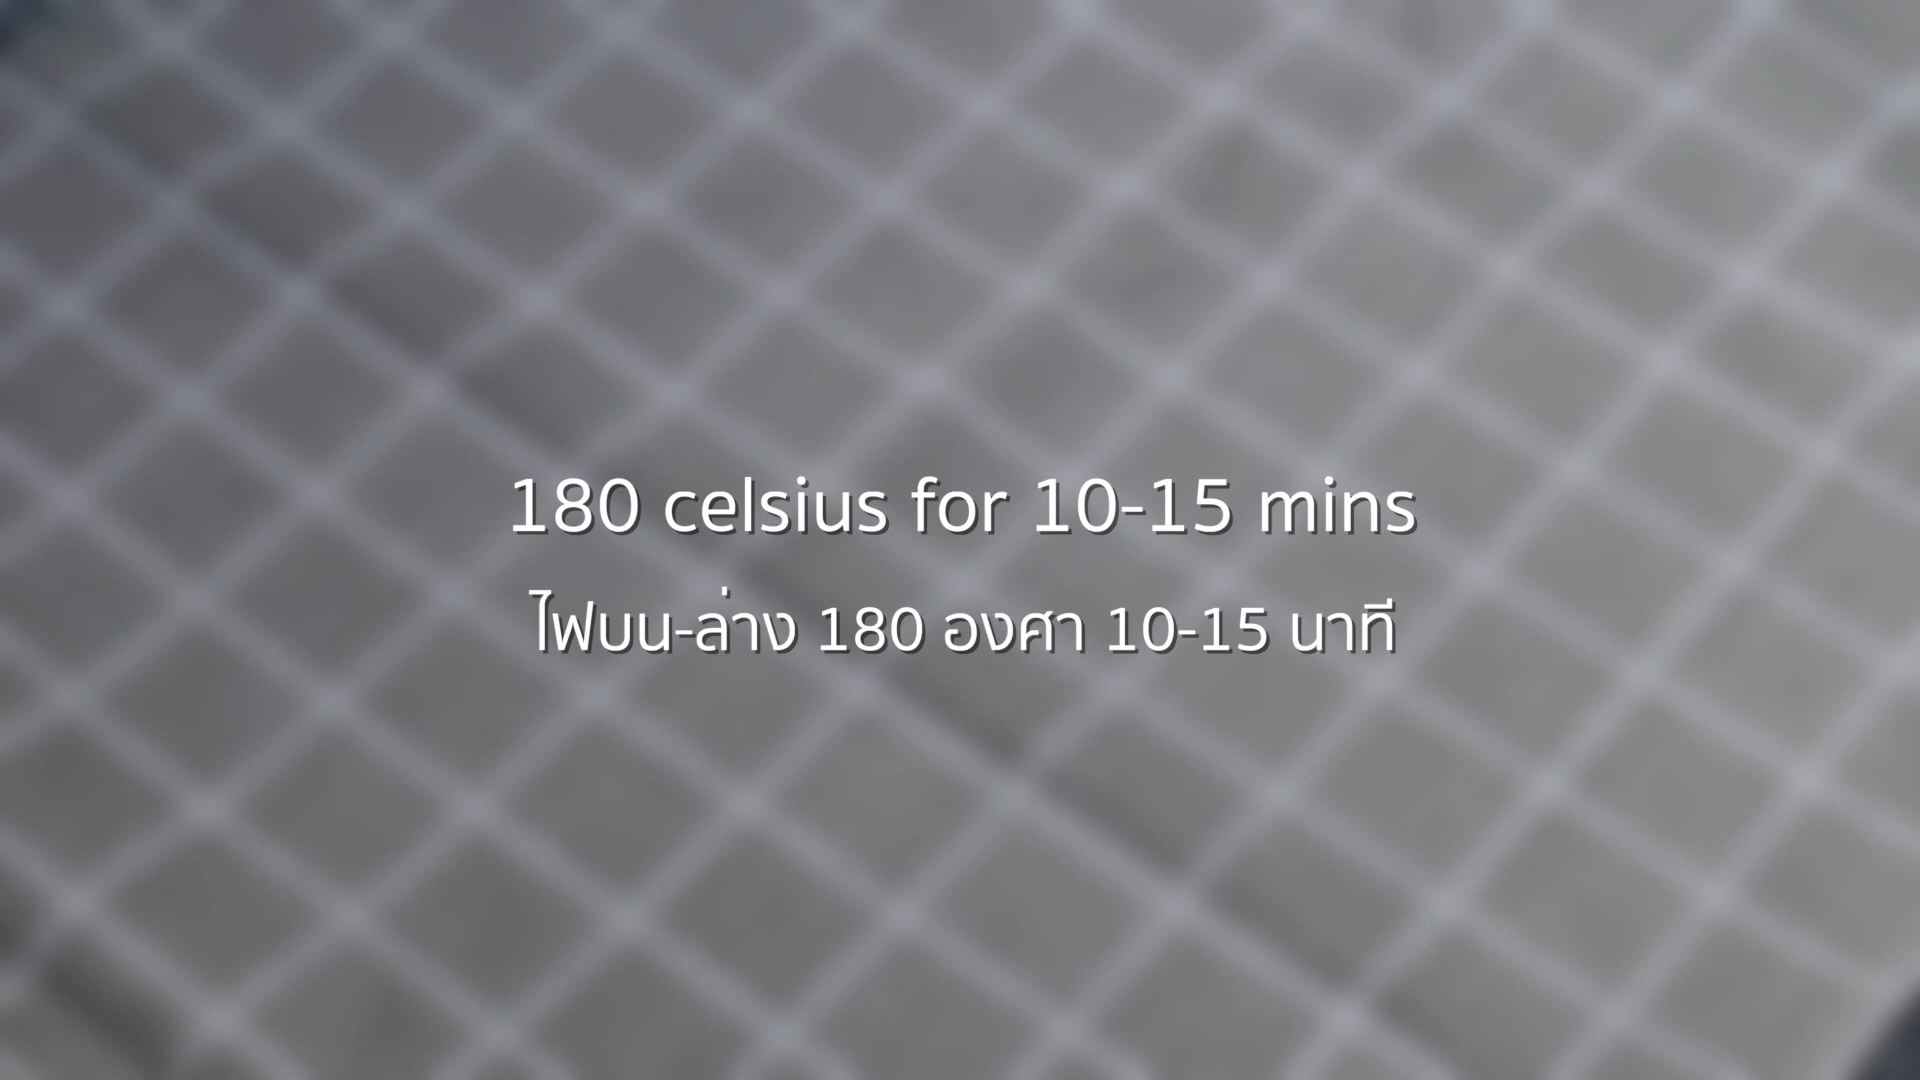 180 celsius for 10-15 mins
ไฟบน-ล่าง 180 องศา 10-15 นาที